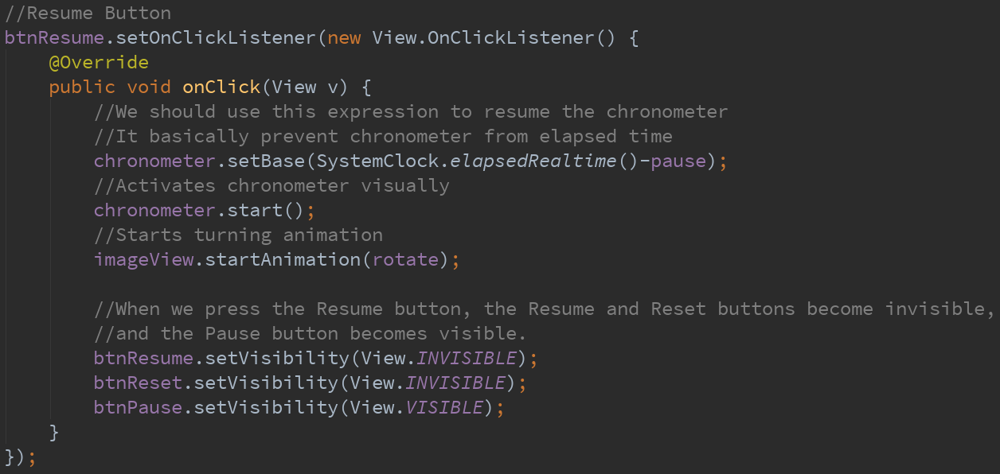 //Resume Button
btnResume.setOnClickListener(new View.OnClickListener() {
    @Override
    public void onClick(View v) {
        //We should use this expression to resume the chronometer
        //It basically prevent chronometer from elapsed time
        chronometer.setBase(SystemClock.elapsedRealtime()-pause);
        //Activates chronometer visually
        chronometer.start();
        //Starts turning animation
        imageView.startAnimation(rotate);

        //When we press the Resume button, the Resume and Reset buttons become invisible,
        //and the Pause button becomes visible.
        btnResume.setVisibility(View.INVISIBLE);
        btnReset.setVisibility(View.INVISIBLE);
        btnPause.setVisibility(View.VISIBLE);
    }
});